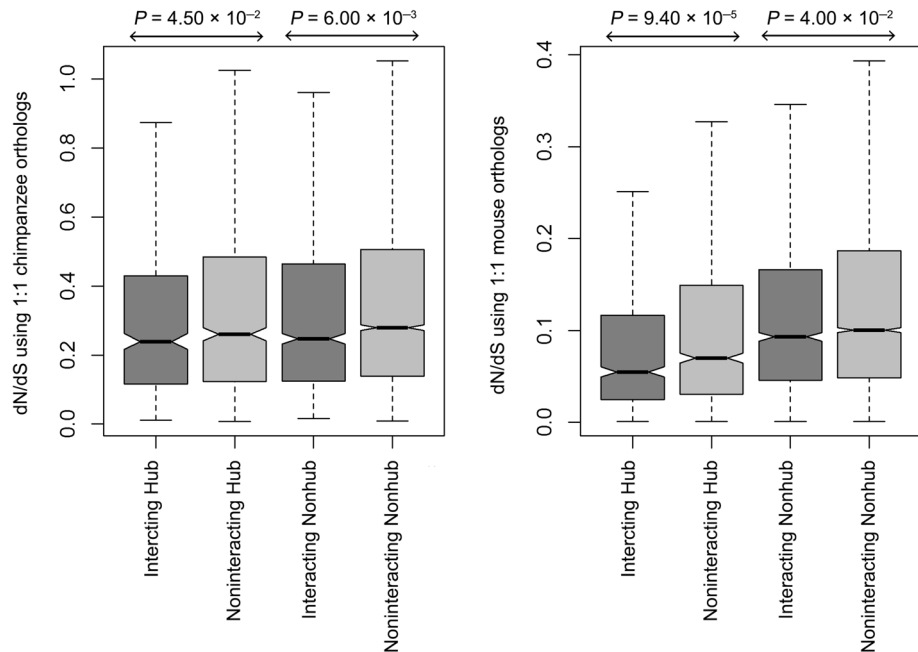 P = 4.50 × 10–2
P = 6.00 × 10–3
dN/dS using 1:1 chimpanzee orthologs
1.0
0.8
0.6
0.4
0.2
0.0
Intercting Hub
Noninteracting Hub
Interacting Nonhub
Noninteracting Nonhub
P = 9.40 × 10–5
P = 4.00 × 10–2
dN/dS using 1:1 mouse orthologs
0.4
0.3
0.2
0.1
0.0
Intercting Hub
Noninteracting Hub
Interacting Nonhub
Noninteracting Nonhub